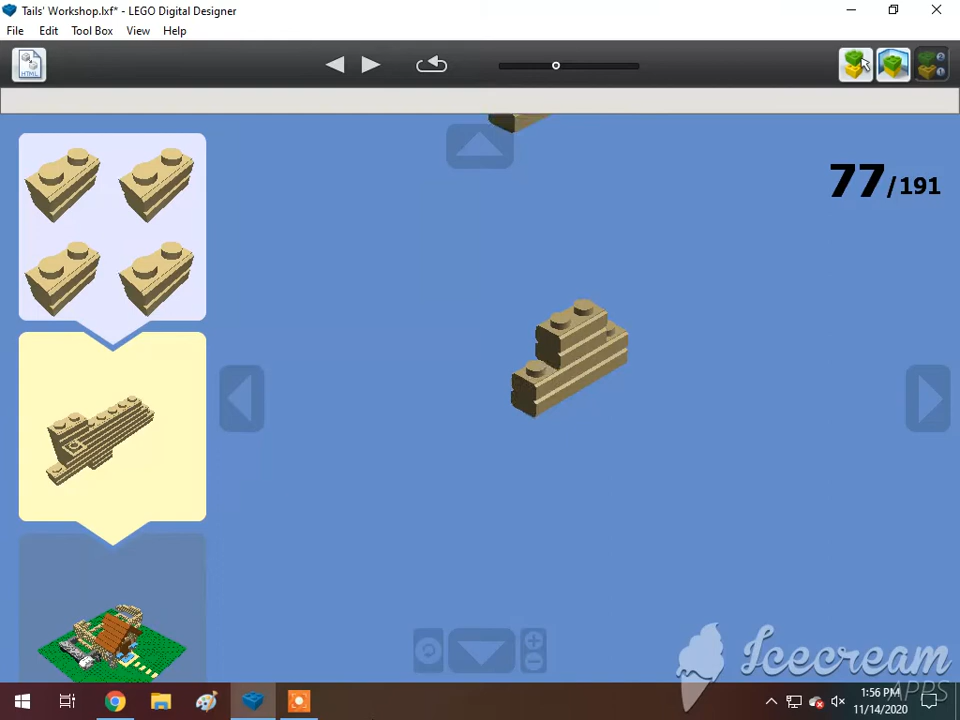 Tails' Workshop.lxf* - LEGO Digital Designer
File Edit Tool Box View Help
HTML
77/191
Icecream
APPS
1:56 PM
11/14/2020